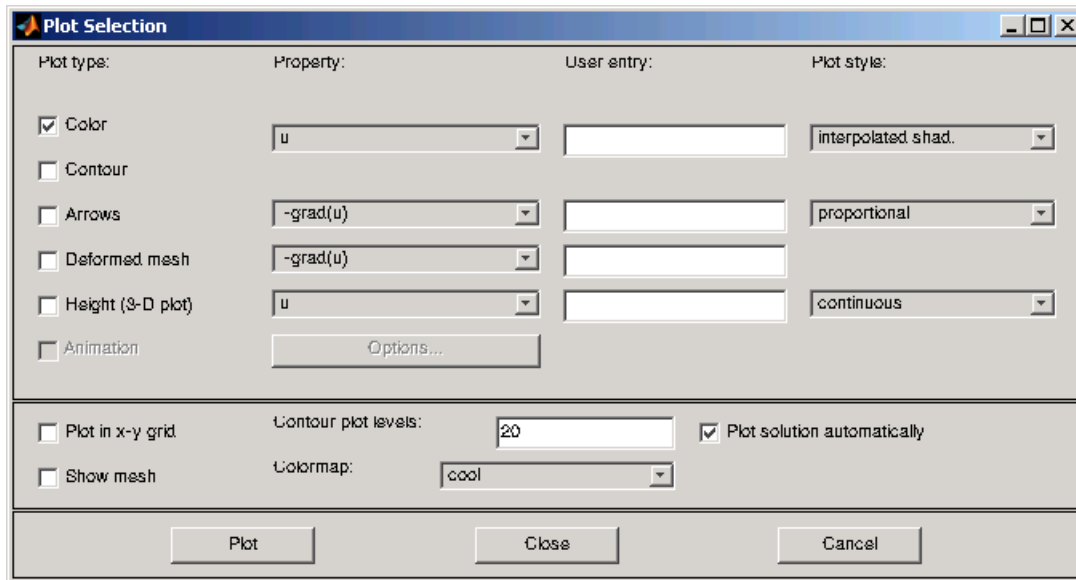 Plot Selection
Plot type: Property: User entry: Plot style:
Color u interpolated shad.
Contour
Arrows -grad(u) proportional
Deformed mesh -grad(u)
Height (3-D plot) u continuous
Animation Options...
Plot in x-y grid Contour plot levels: 20 Plot solution automatically
Show mesh Colormap: cool
Plot Close Cancel